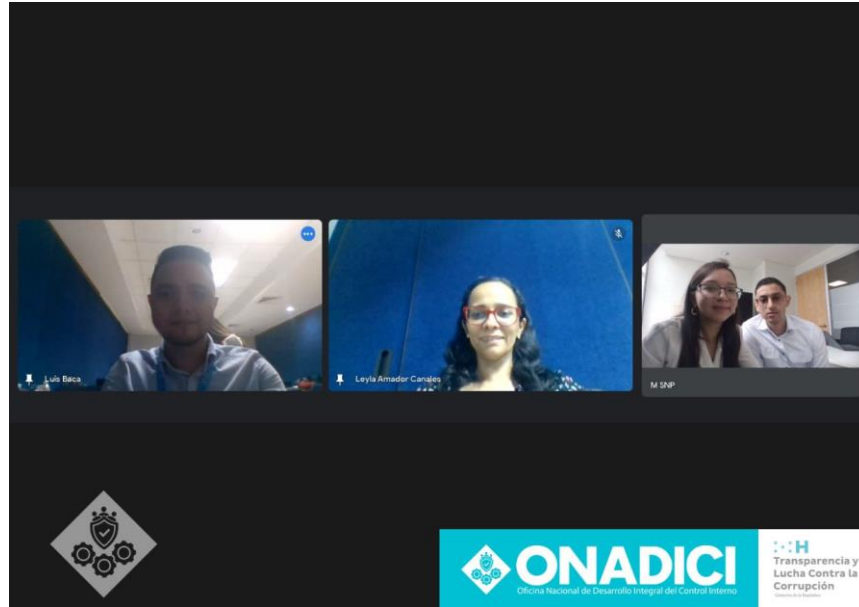 Luis Baca
Leyla Amador Canales
M SNP
ONADICI
Oficina Nacional de Desarrollo Integral del Control Interno
H
Transparencia y
Lucha Contra la
Corrupción